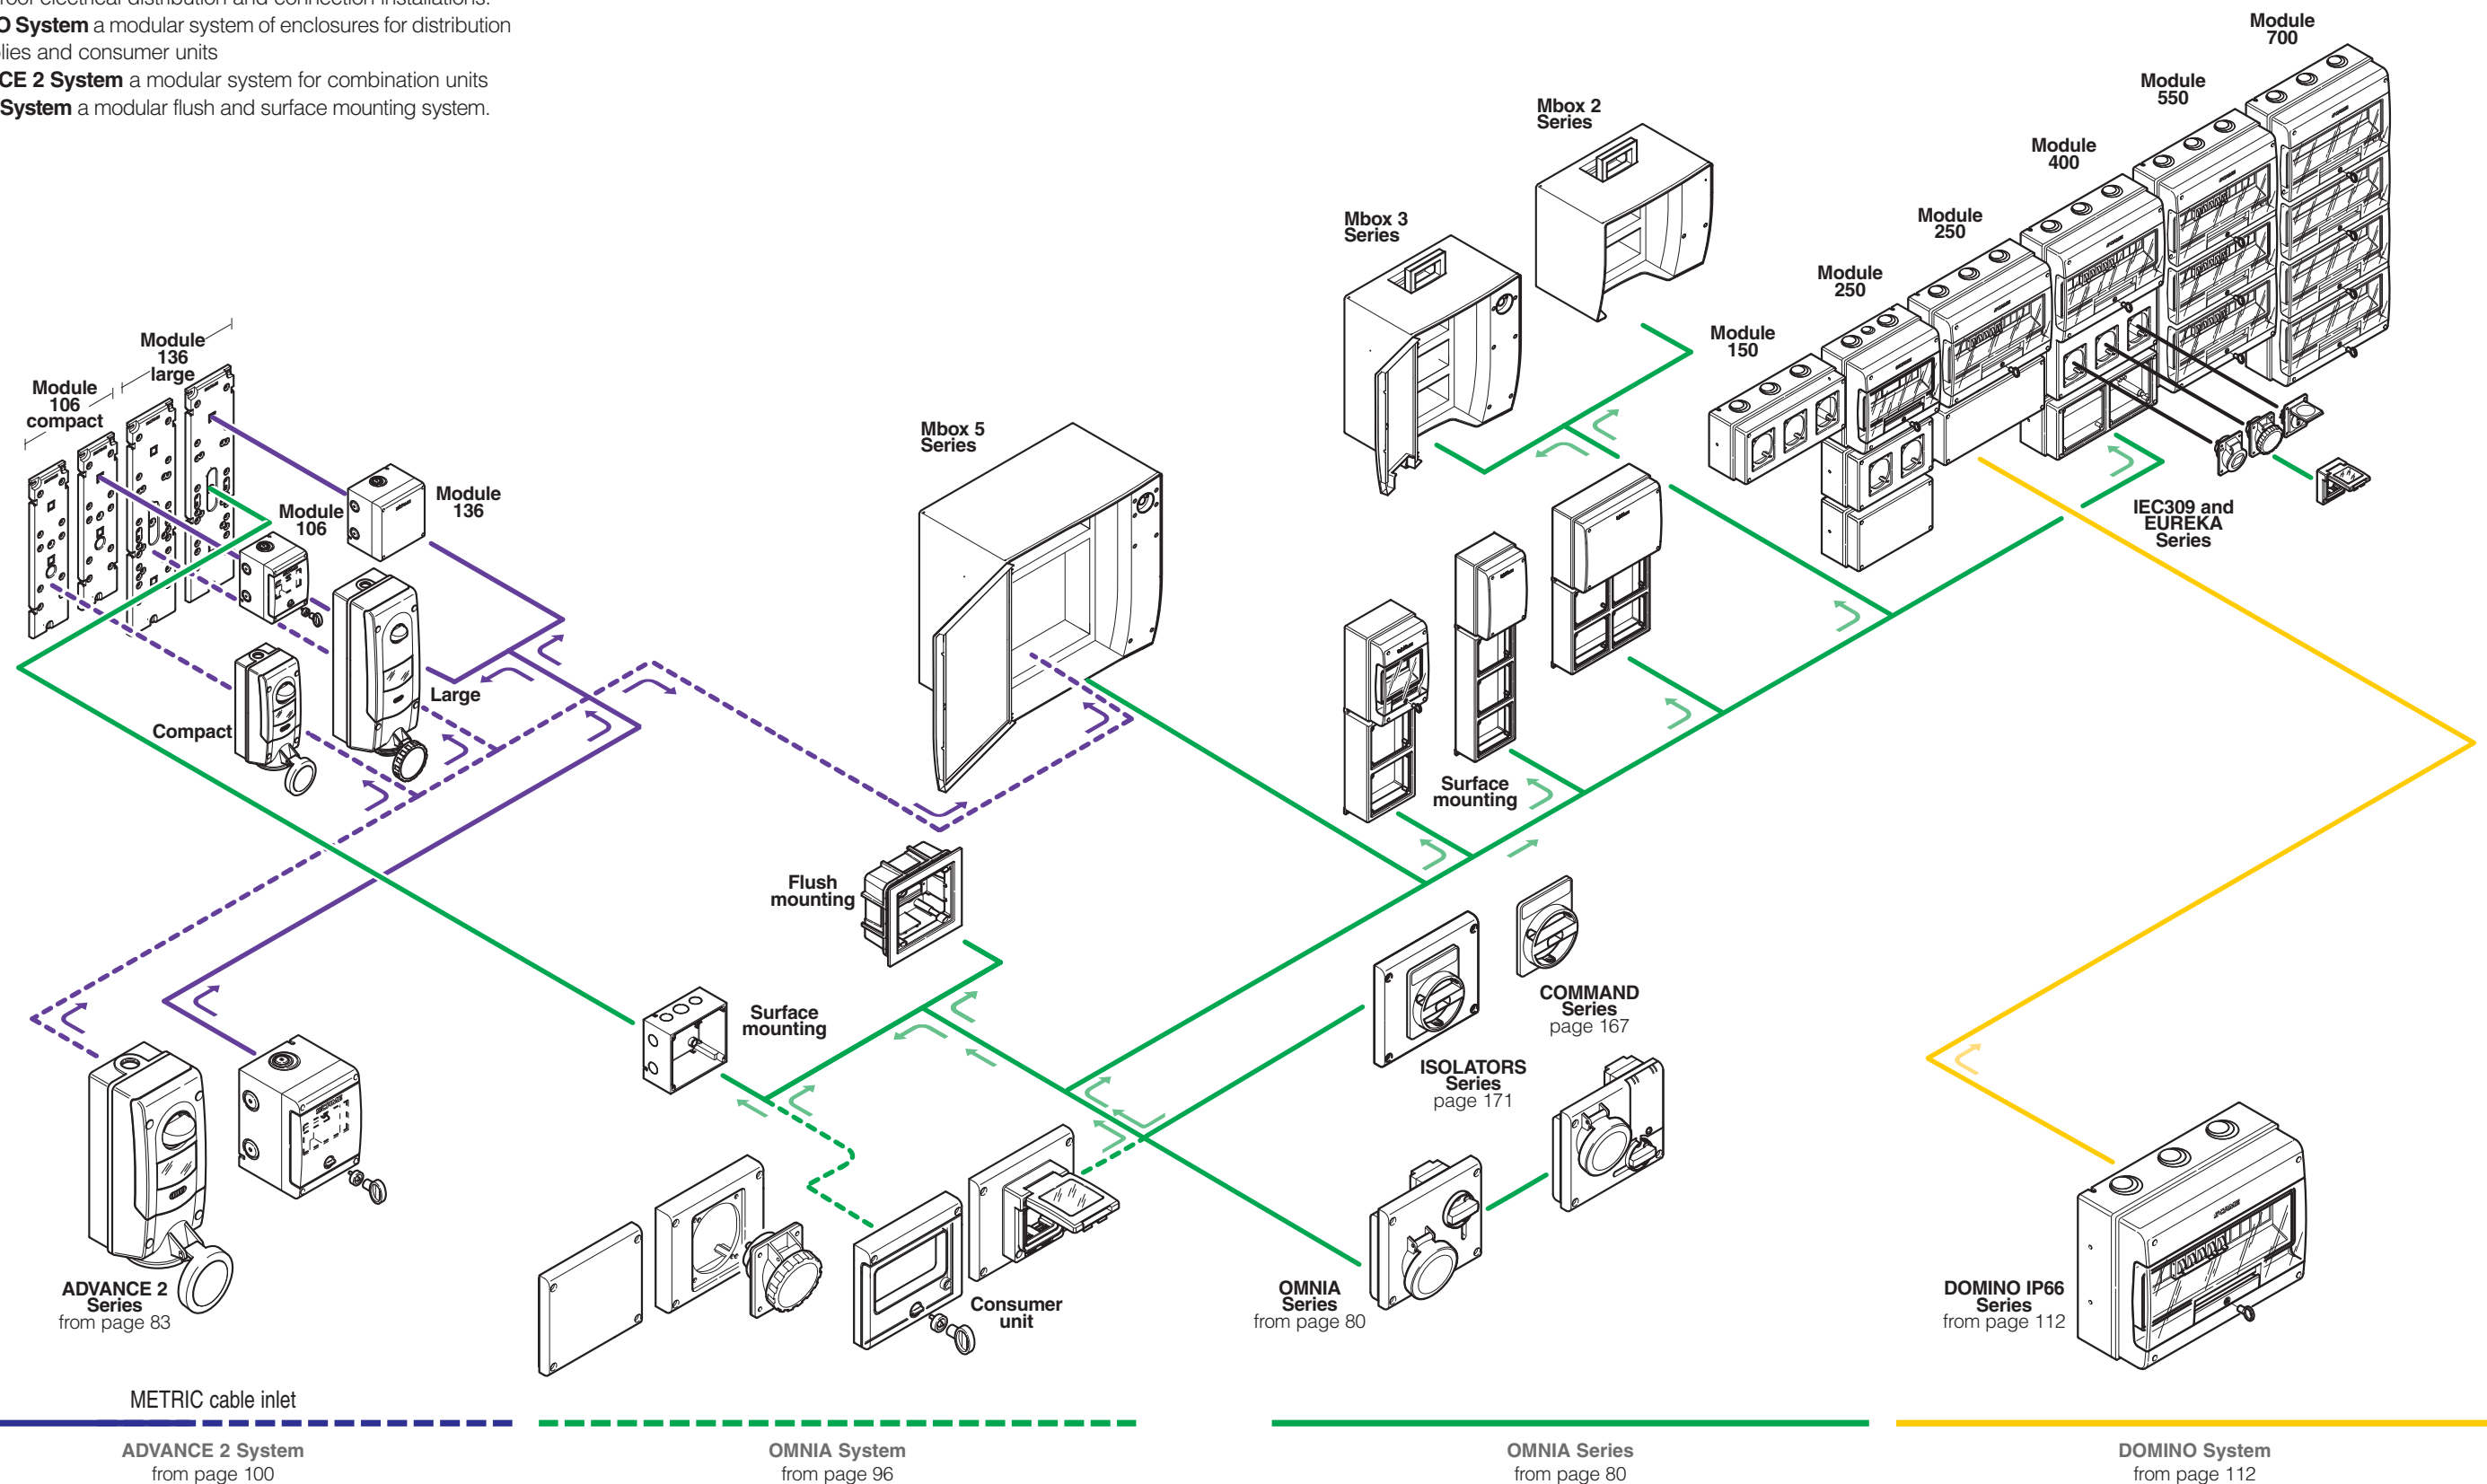 roof electrical distribution and connection installations.
O System a modular system of enclosures for distribution
lies and consumer units
CE 2 System a modular system for combination units
System a modular flush and surface mounting system.
Module
700
Module
550
Mbox 2
Series
Module
400
Mbox 3
Series
Module
250
Module
250
Module
150
Module
136
large
Module
106
compact
Mbox 5
Series
Module
136
Module
106
IEC309 and
EUREKA
Series
Large
Compact
Surface
mounting
Flush
mounting
Surface
mounting
COMMAND
Series
page 167
ISOLATORS
Series
page 171
ADVANCE 2
Series
from page 83
Consumer
unit
OMNIA
Series
from page 80
DOMINO IP66
Series
from page 112
METRIC cable inlet
ADVANCE 2 System
from page 100
OMNIA System
from page 96
OMNIA Series
from page 80
DOMINO System
from page 112